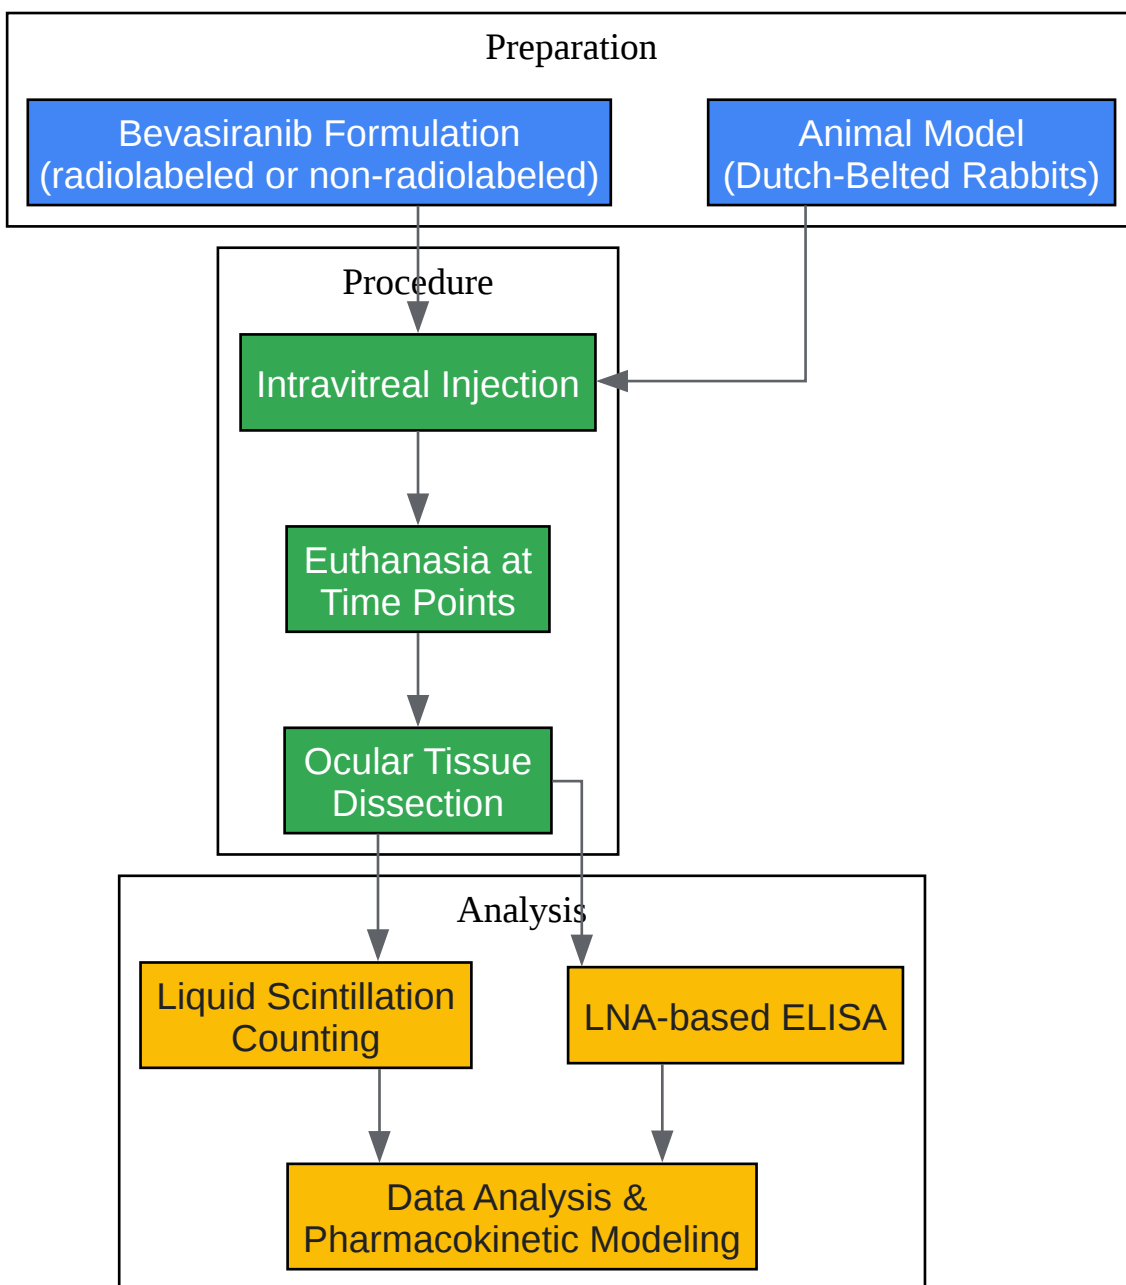 Preparation
Bevasiranib Formulation
(radiolabeled or non-radiolabeled)
Animal Model
(Dutch-Belted Rabbits)
Procedure
Intravitreal Injection
Euthanasia at
Time Points
Ocular Tissue
Dissection
Analysis
Liquid Scintillation
Counting
LNA-based ELISA
Data Analysis &
Pharmacokinetic Modeling